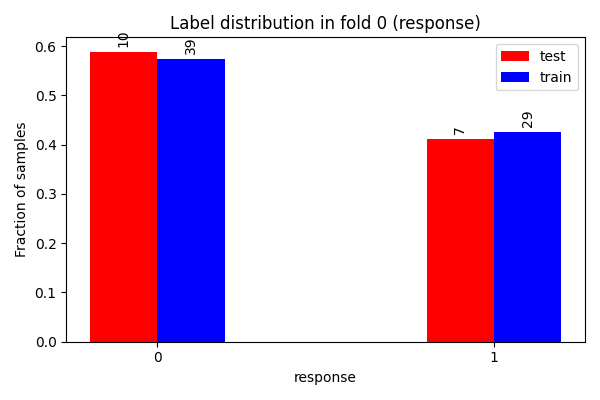 Label distribution in fold 0 (response)
0.6
0.5
0.4
0.3
0.2
0.1
0.0
Fraction of samples
10
39
7
29
test
train
0
1
response